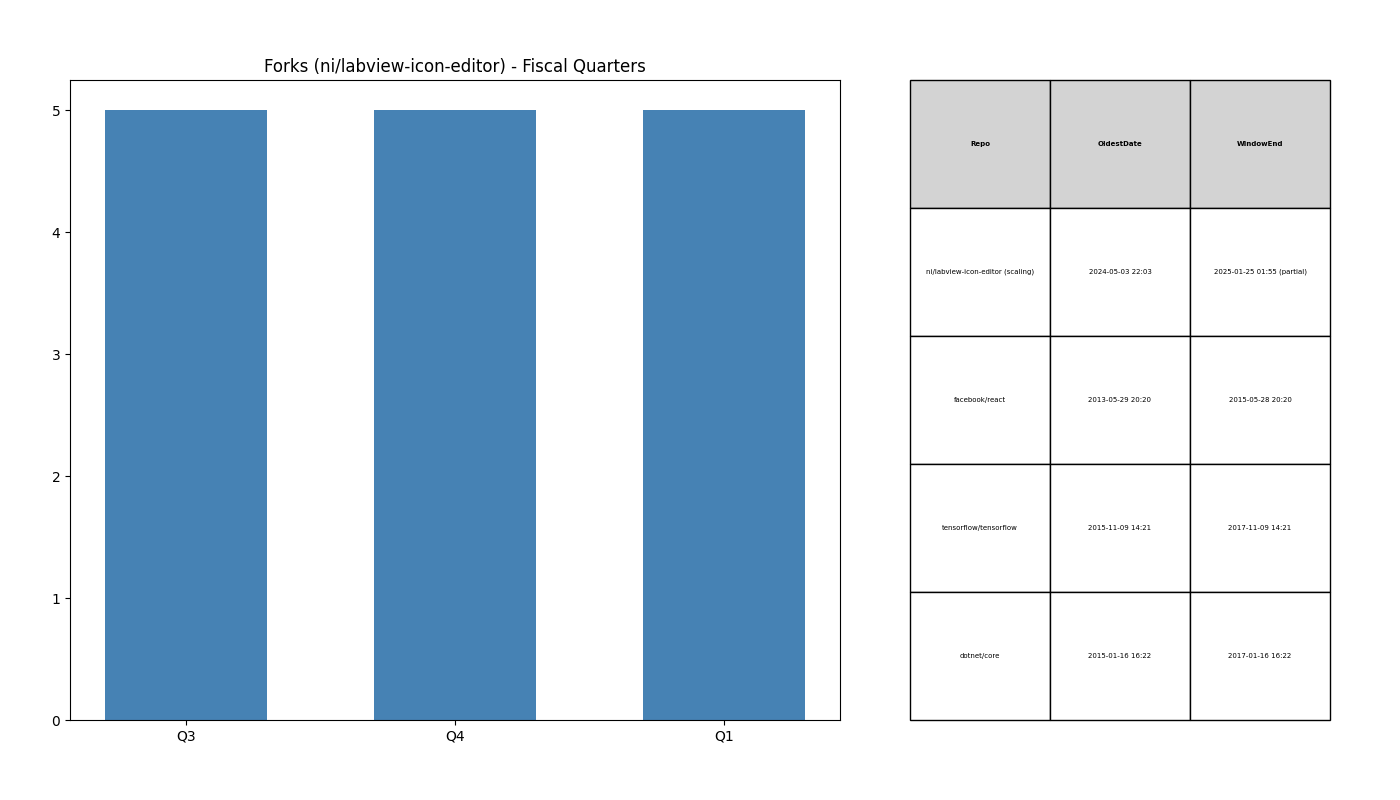 Forks (ni/labview-icon-editor) - Fiscal Quarters
5
4
3
2
1
0
Q3 Q4 Q1
Repo OldestDate WindowEnd
ni/labview-icon-editor (scaling) 2024-05-03 22:03 2025-01-25 01:55 (partial)
facebook/react 2013-05-29 20:20 2015-05-28 20:20
tensorflow/tensorflow 2015-11-09 14:21 2017-11-09 14:21
dotnet/core 2015-01-16 16:22 2017-01-16 16:22